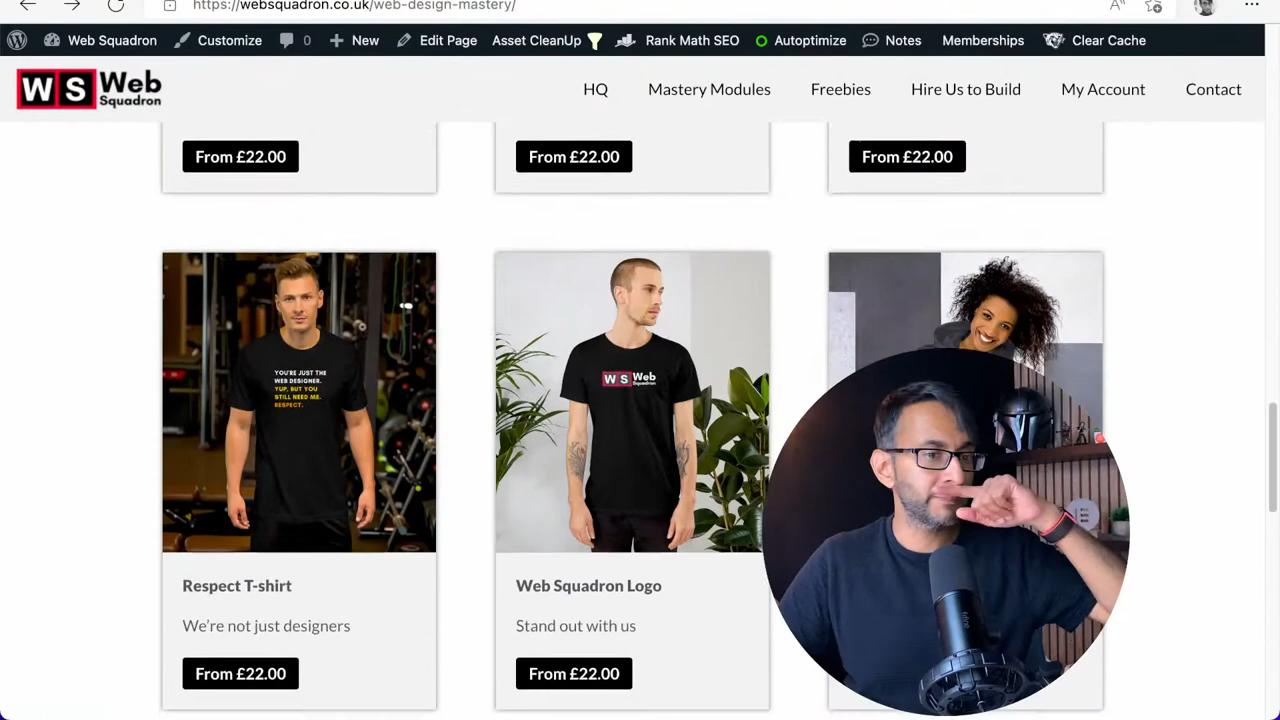 https://websquadron.co.uk/web-design-mastery/
Web Squadron Customize 0 New Edit Page Asset CleanUp Rank Math SEO Autoptimize Notes Memberships Clear Cache
WS Web
Squadron
HQ Mastery Modules Freebies Hire Us to Build My Account Contact
From £22.00 From £22.00 From £22.00
YOU'RE JUST THE
WEB DESIGNER.
YUP, BUT YOU
STILL NEED ME.
RESPECT.
WS Web
Squadron
Respect T-shirt
We're not just designers
From £22.00
Web Squadron Logo
Stand out with us
From £22.00